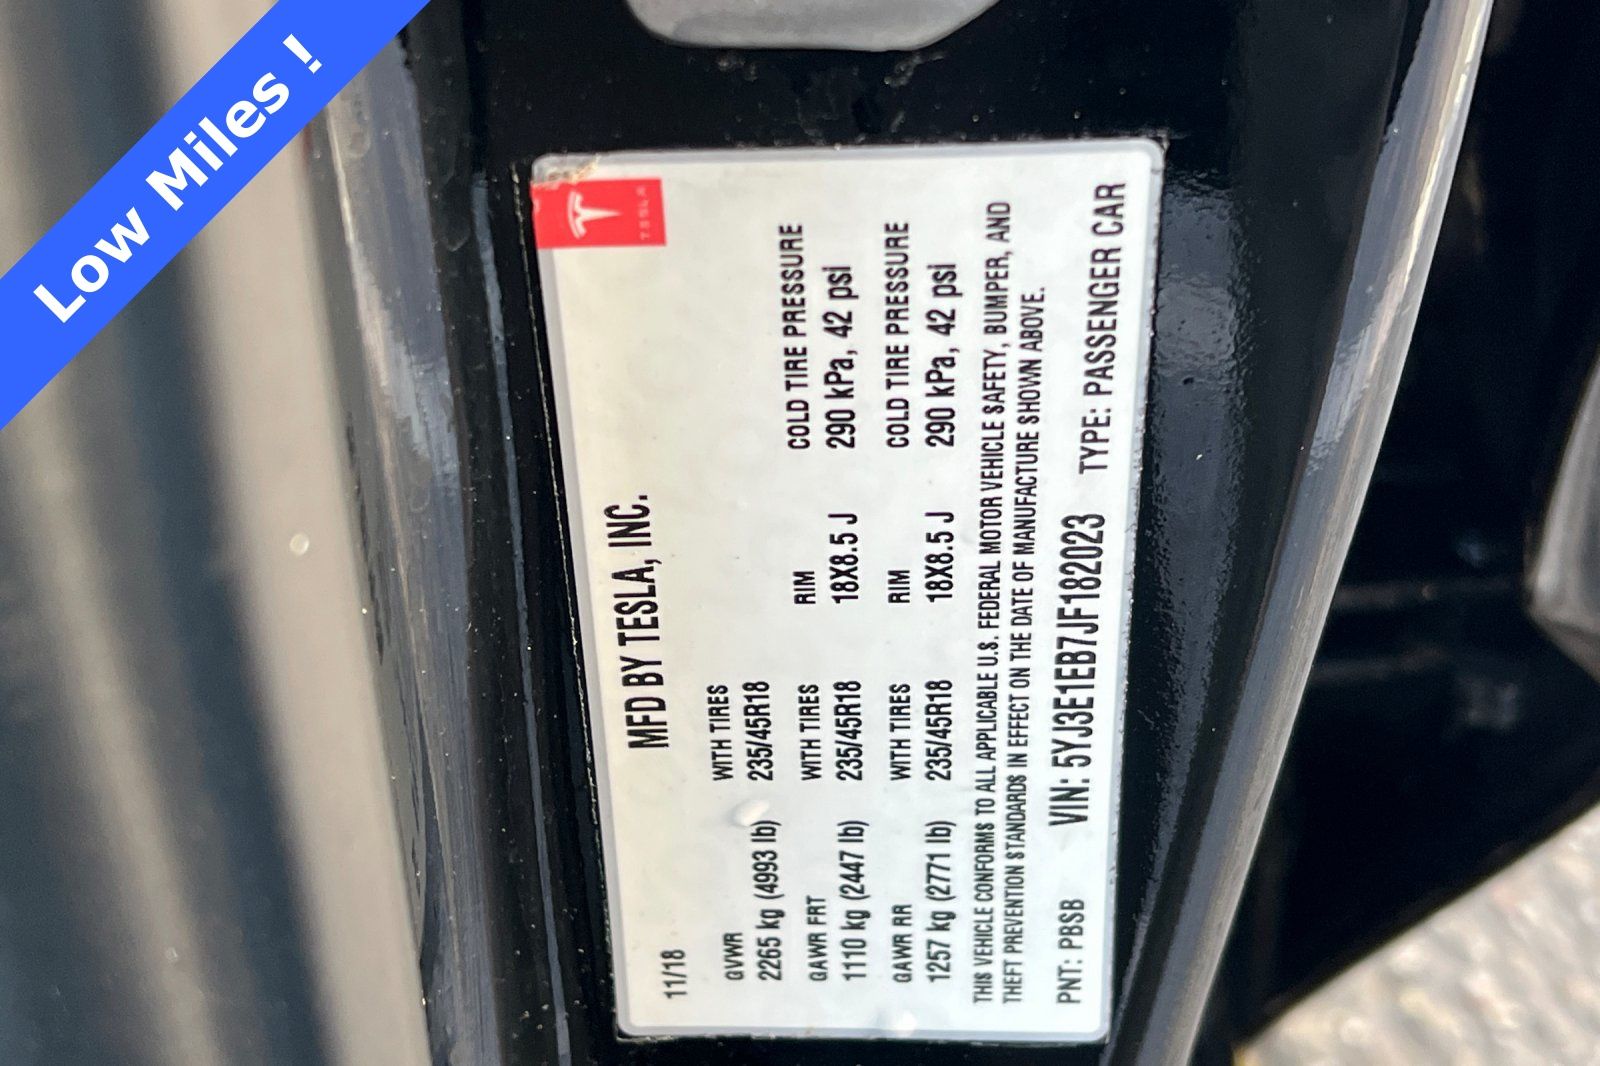 Low Miles !
TESLA
MFD BY TESLA, INC.
11/18
GVWR WITH TIRES
2265 kg (4993 lb) 235/45R18
GAWR FRT WITH TIRES RIM COLD TIRE PRESSURE
1110 kg (2447 lb) 235/45R18 18X8.5 J 290 kPa, 42 psi
GAWR RR WITH TIRES RIM COLD TIRE PRESSURE
1257 kg (2771 lb) 235/45R18 18X8.5 J 290 kPa, 42 psi
THIS VEHICLE CONFORMS TO ALL APPLICABLE U.S. FEDERAL MOTOR VEHICLE SAFETY, BUMPER, AND
THEFT PREVENTION STANDARDS IN EFFECT ON THE DATE OF MANUFACTURE SHOWN ABOVE.
PNT: PBSB VIN: 5YJ3E1EB7JF182023 TYPE: PASSENGER CAR